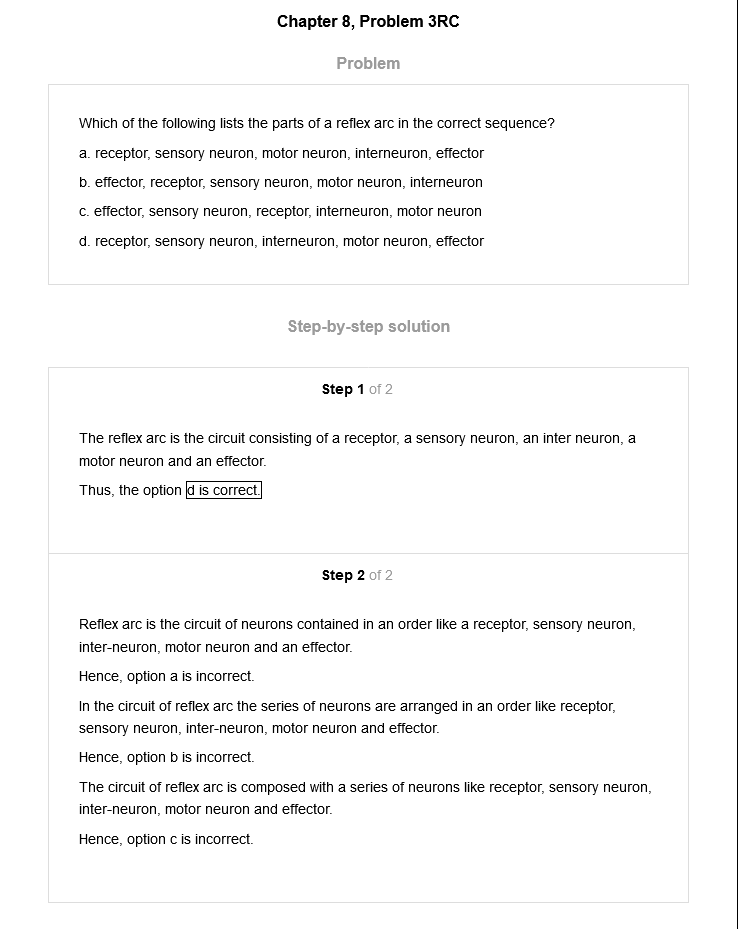 Chapter 8, Problem 3RC
Problem
Which of the following lists the parts of a reflex arc in the correct sequence?
a. receptor, sensory neuron, motor neuron, interneuron, effector
b. effector, receptor, sensory neuron, motor neuron, interneuron
c. effector, sensory neuron, receptor, interneuron, motor neuron
d. receptor, sensory neuron, interneuron, motor neuron, effector
Step-by-step solution
Step 1 of 2
The reflex arc is the circuit consisting of a receptor, a sensory neuron, an inter neuron, a
motor neuron and an effector.
Thus, the option d is correct.
Step 2 of 2
Reflex arc is the circuit of neurons contained in an order like a receptor, sensory neuron,
inter-neuron, motor neuron and an effector.
Hence, option a is incorrect.
In the circuit of reflex arc the series of neurons are arranged in an order like receptor,
sensory neuron, inter-neuron, motor neuron and effector.
Hence, option b is incorrect.
The circuit of reflex arc is composed with a series of neurons like receptor, sensory neuron,
inter-neuron, motor neuron and effector.
Hence, option c is incorrect.